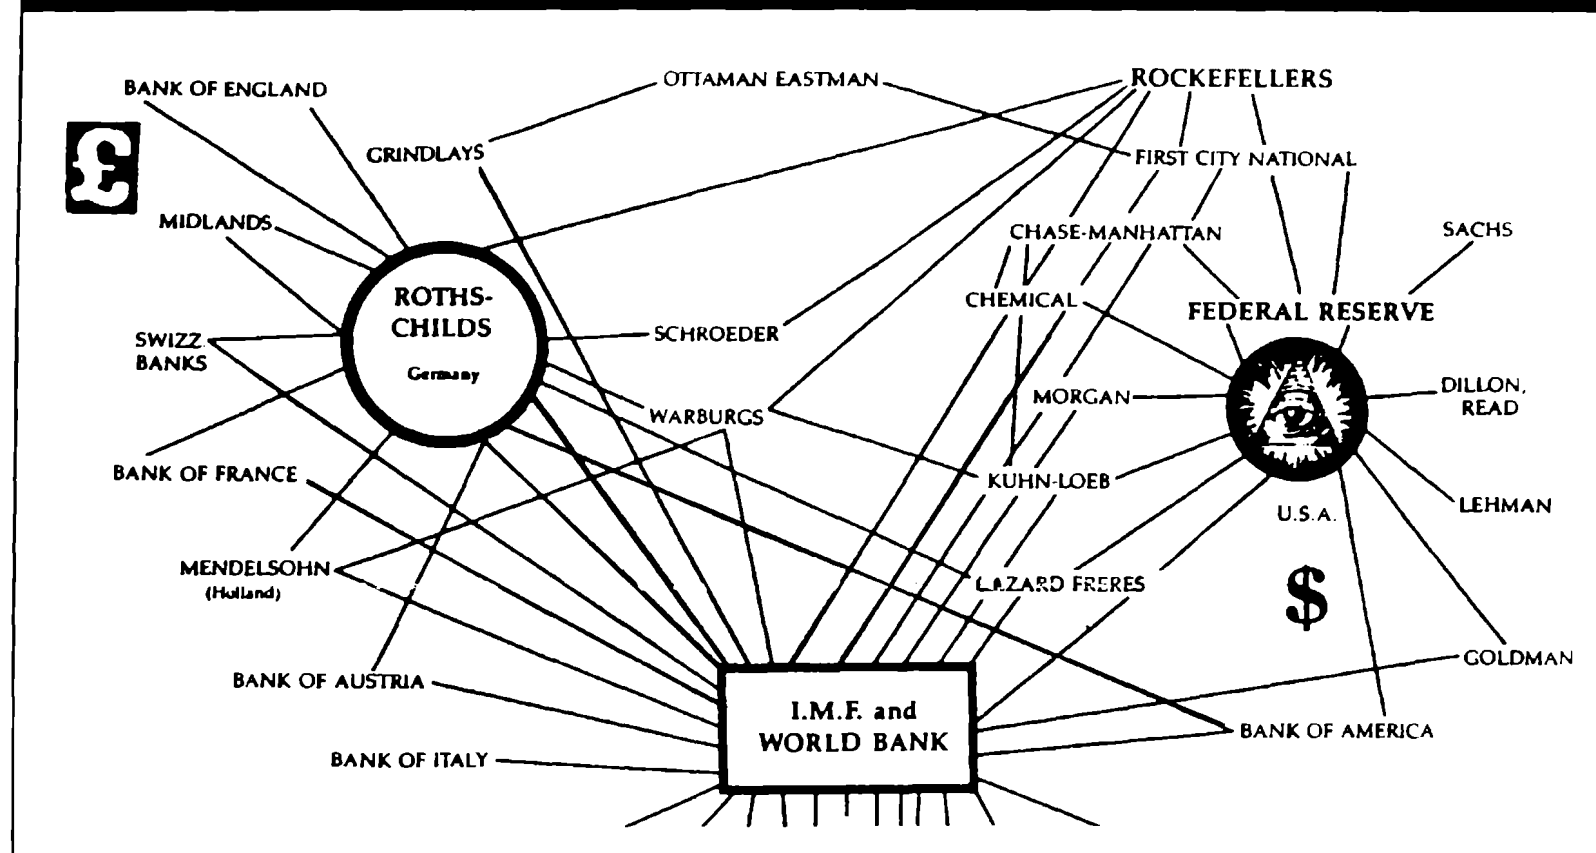 BANK OF ENGLAND
OTTAMAN EASTMAN
ROCKEFELLERS
£
GRINDLAYS
FIRST CITY NATIONAL
MIDLANDS
CHASE-MANHATTAN
SACHS
ROTHS-
CHILDS
Germany
CHEMICAL
FEDERAL RESERVE
SWIZZ
BANKS
SCHROEDER
WARBURGS
MORGAN
DILLON,
READ
BANK OF FRANCE
KUHN-LOEB
LEHMAN
U.S.A.
MENDELSOHN
(Holland)
LAZARD FRERES
$
BANK OF AUSTRIA
GOLDMAN
I.M.F. and
WORLD BANK
BANK OF AMERICA
BANK OF ITALY